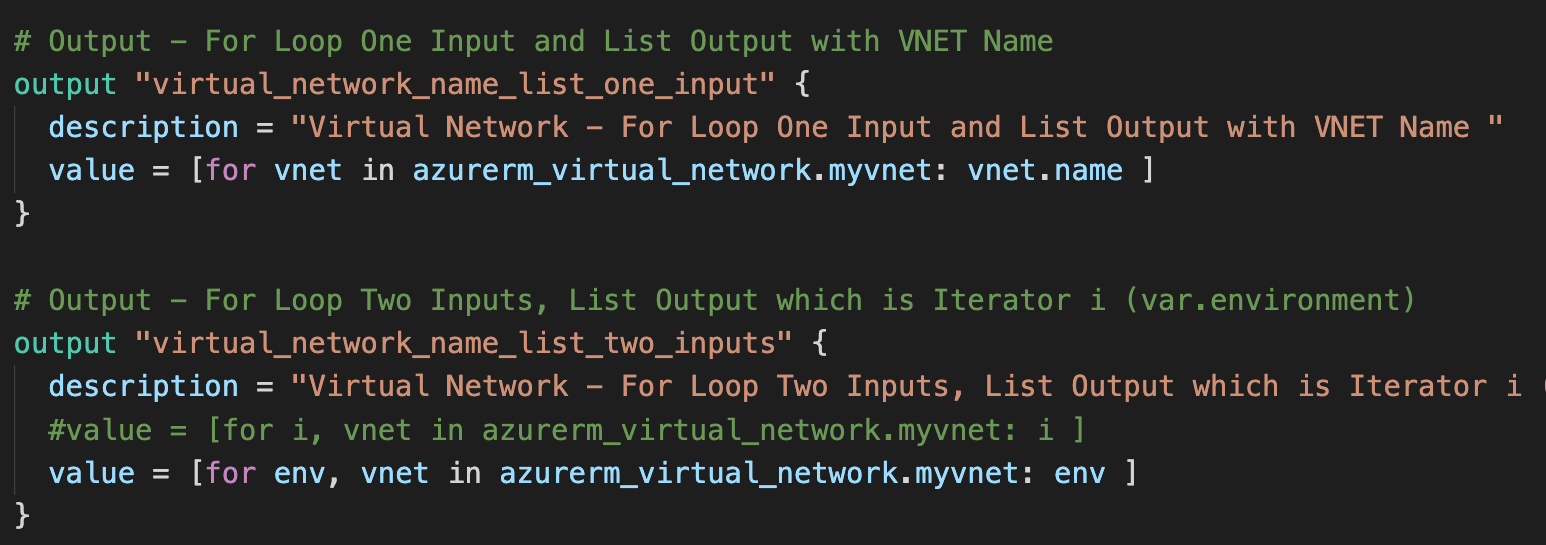 # Output - For Loop One Input and List Output with VNET Name
output "virtual_network_name_list_one_input" {
  description = "Virtual Network - For Loop One Input and List Output with VNET Name "
  value = [for vnet in azurerm_virtual_network.myvnet: vnet.name ]
}

# Output - For Loop Two Inputs, List Output which is Iterator i (var.environment)
output "virtual_network_name_list_two_inputs" {
  description = "Virtual Network - For Loop Two Inputs, List Output which is Iterator i
  #value = [for i, vnet in azurerm_virtual_network.myvnet: i ]
  value = [for env, vnet in azurerm_virtual_network.myvnet: env ]
}